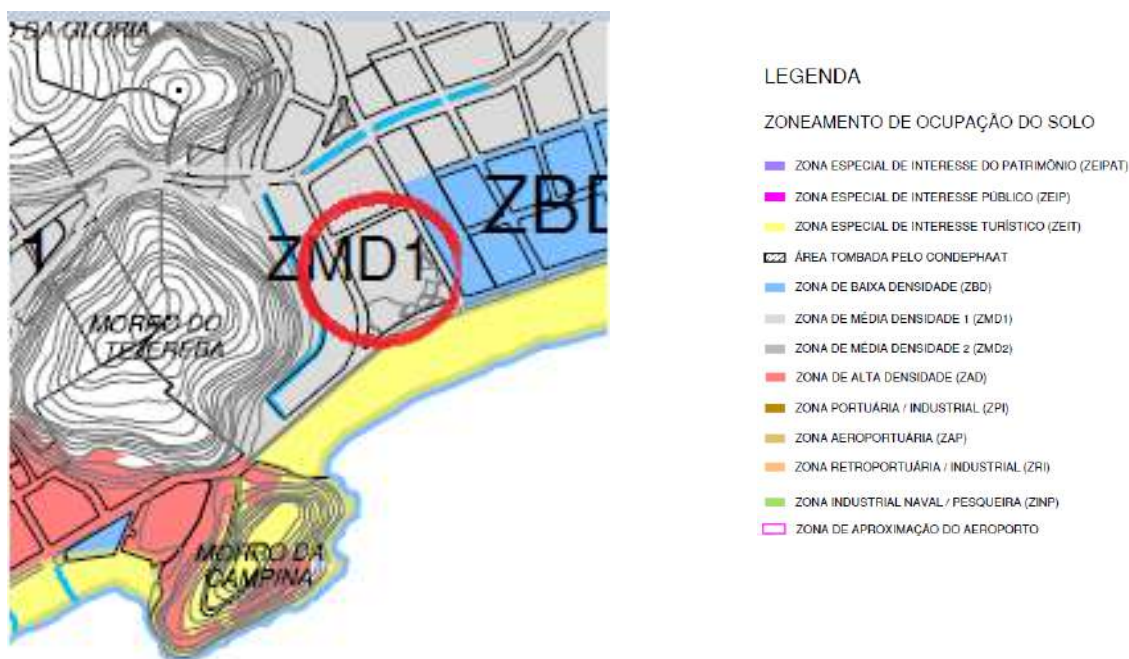 O DA GLORIA
ZBD
ZMD1
1
MORRO DO
TEJEREBA
MORRO DA
CAMPINA
LEGENDA
ZONEAMENTO DE OCUPAÇÃO DO SOLO
ZONA ESPECIAL DE INTERESSE DO PATRIMÔNIO (ZEIPAT)
ZONA ESPECIAL DE INTERESSE PÚBLICO (ZEIP)
ZONA ESPECIAL DE INTERESSE TURÍSTICO (ZEIT)
ÁREA TOMBADA PELO CONDEPHAAT
ZONA DE BAIXA DENSIDADE (ZBD)
ZONA DE MÉDIA DENSIDADE 1 (ZMD1)
ZONA DE MÉDIA DENSIDADE 2 (ZMD2)
ZONA DE ALTA DENSIDADE (ZAD)
ZONA PORTUÁRIA / INDUSTRIAL (ZPI)
ZONA AEROPORTUÁRIA (ZAP)
ZONA RETROPORTUÁRIA / INDUSTRIAL (ZRI)
ZONA INDUSTRIAL NAVAL / PESQUEIRA (ZINP)
ZONA DE APROXIMAÇÃO DO AEROPORTO